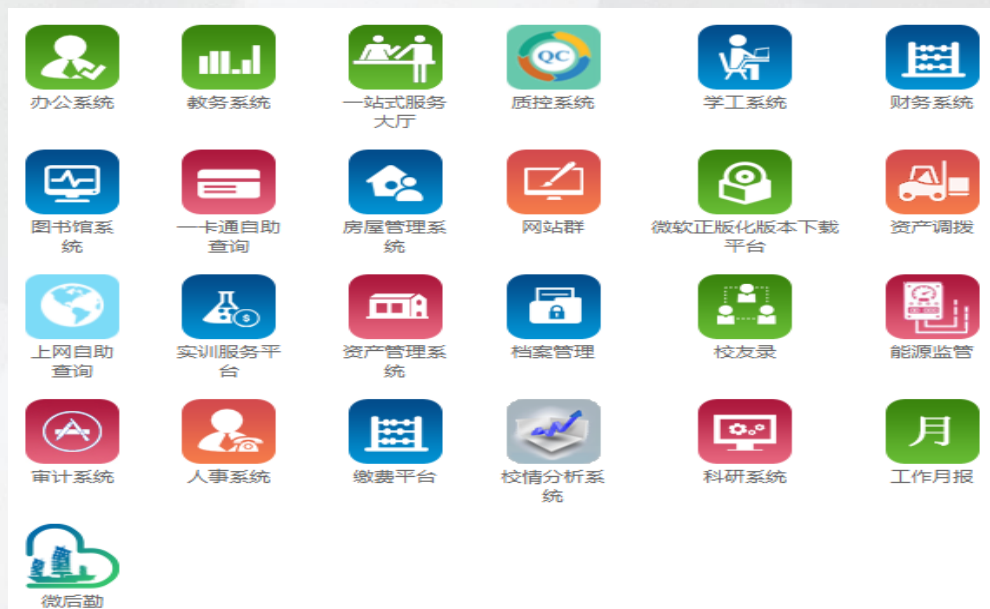 办公系统
教务系统
一站式服务
大厅
QC
质控系统
学工系统
财务系统
图书馆系
统
一卡通自助
查询
房屋管理系
统
网站群
微软正版化版本下载
平台
资产调拨
上网自助
查询
实训服务平
台
$
资产管理系
统
档案管理
校友录
能源监管
审计系统
人事系统
缴费平台
校情分析系
统
科研系统
月
工作月报
微后勤